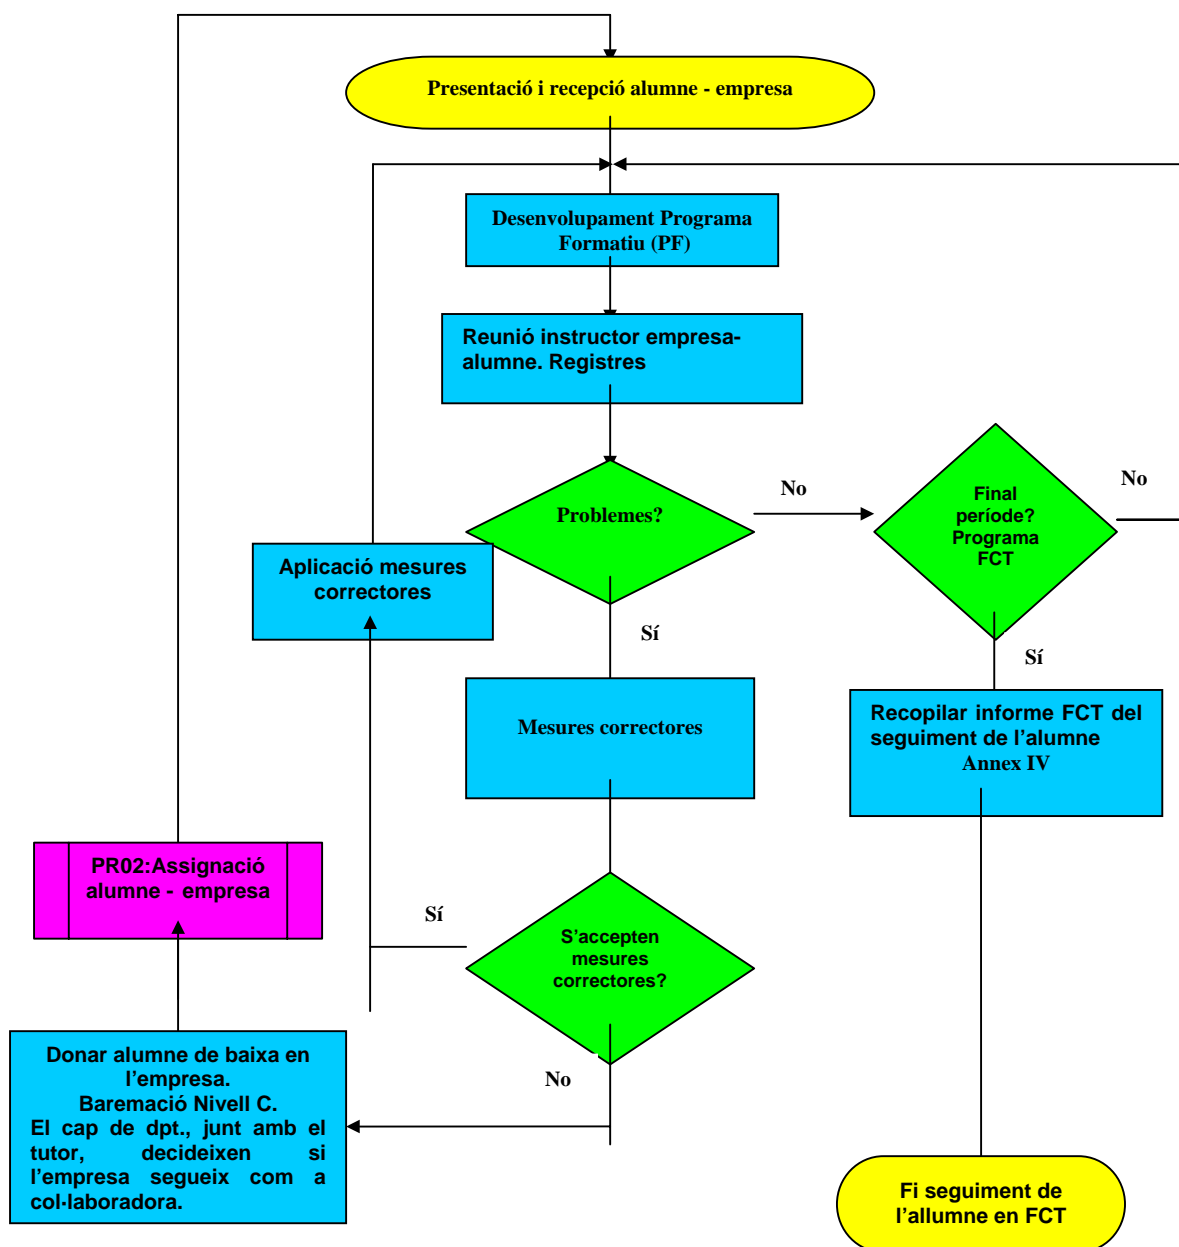 Presentació i recepció alumne - empresa
Desenvolupament Programa
Formatiu (PF)
Reunió instructor empresa-
alumne. Registres
Problemes?
No
Final
període?
Programa
FCT
No
Aplicació mesures
correctores
Sí
Sí
Mesures correctores
Recopilar informe FCT del
seguiment de l’alumne
Annex IV
PR02:Assignació
alumne - empresa
Sí
S’accepten
mesures
correctores?
No
Donar alumne de baixa en
l’empresa.
Baremació Nivell C.
El cap de dpt., junt amb el
tutor, decideixen si
l’empresa segueix com a
col·laboradora.
Fi seguiment de
l’allumne en FCT